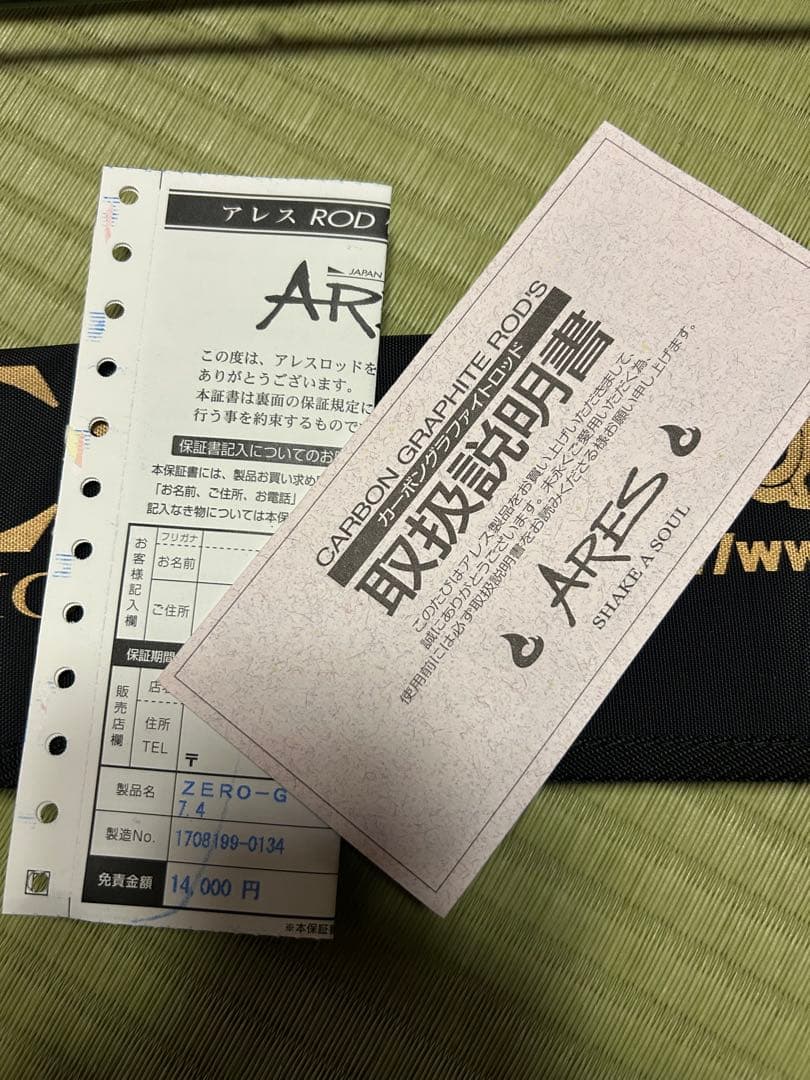 アレス ROD
JAPAN
AR
この度は、アレスロッドを
ありがとうございます。
本証書は裏面の保証規定に
行う事を約束するもので
保証書記入についてのお
本保証書には、製品お買い求め
「お名前、ご住所、お電話」
記入なき物については本保
お客様記入欄
フリガナ
お名前
ご住所
保証期間
販売店欄
店
住所
TEL
〒
製品名
ZERO-G
7.4
製造No.
1708199-0134
免責金額
14,000 円
※本保証書
CARBON GRAPHITE ROD'S
カーボングラファイトロッド
取扱説明書
このたびはアレス製品をお買い上げいただきまして、
誠にありがとうございます。末永くご愛用いただく為、
使用前には必ず取扱説明書をお読みくださる様お願い申し上げます。
ARES
SHAKE A SOUL
//ww